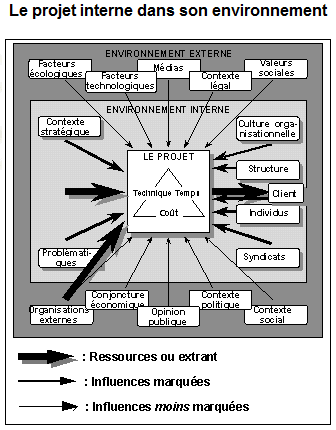 Le projet interne dans son environnement
ENVIRONNEMENT EXTERNE
Facteurs
écologiques
Facteurs
technologiques
Médias
Contexte
légal
Valeurs
sociales
ENVIRONNEMENT INTERNE
Contexte
stratégique
Culture orga-
nisationnelle
LE PROJET
Technique Temps
Coût
Structure
Client
Individus
Problémati-
ques
Syndicats
Organisations
externes
Conjoncture
économique
Opinion
publique
Contexte
politique
Contexte
social
: Ressources ou extrant
: Influences marquées
: Influences moins marquées